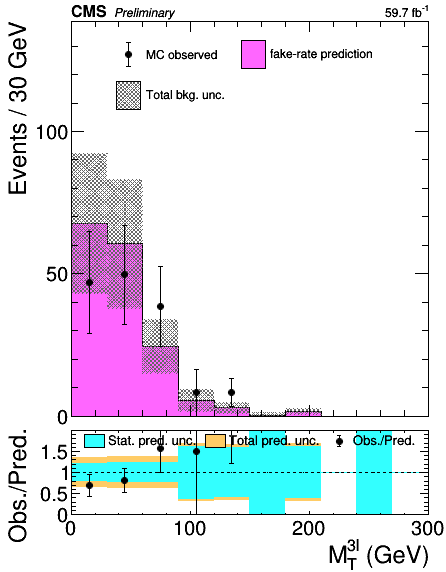 CMS Preliminary 59.7 fb⁻¹
MC observed fake-rate prediction
Total bkg. unc.
Events / 30 GeV
100
50
0
Stat. pred. unc. Total pred. unc. Obs./Pred.
Obs./Pred.
1.5
1
0.5
0
0 100 200 300
M_T^{3l} (GeV)